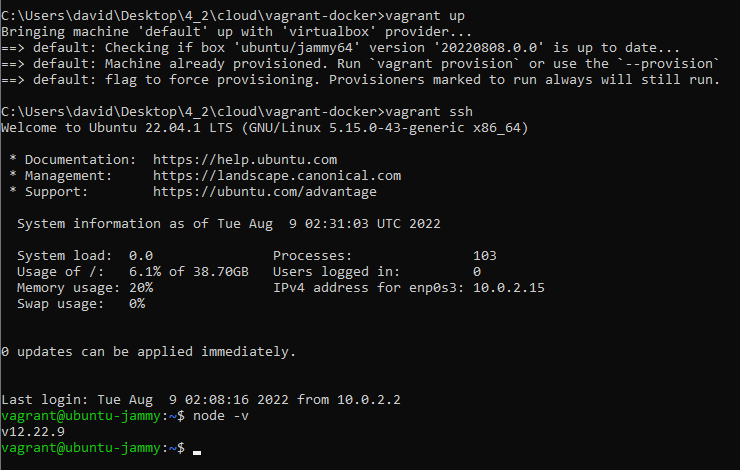 C:\Users\david\Desktop\4_2\cloud\vagrant-docker>vagrant up
Bringing machine 'default' up with 'virtualbox' provider...
==> default: Checking if box 'ubuntu/jammy64' version '20220808.0.0' is up to date...
==> default: Machine already provisioned. Run `vagrant provision` or use the `--provision`
==> default: flag to force provisioning. Provisioners marked to run always will still run.
C:\Users\david\Desktop\4_2\cloud\vagrant-docker>vagrant ssh
Welcome to Ubuntu 22.04.1 LTS (GNU/Linux 5.15.0-43-generic x86_64)
* Documentation:  https://help.ubuntu.com
* Management:     https://landscape.canonical.com
* Support:        https://ubuntu.com/advantage
System information as of Tue Aug  9 02:31:03 UTC 2022
System load:  0.0               Processes:               103
Usage of /:   6.1% of 38.70GB   Users logged in:         0
Memory usage: 20%               IPv4 address for enp0s3: 10.0.2.15
Swap usage:   0%
0 updates can be applied immediately.
Last login: Tue Aug  9 02:08:16 2022 from 10.0.2.2
vagrant@ubuntu-jammy:~$ node -v
v12.22.9
vagrant@ubuntu-jammy:~$